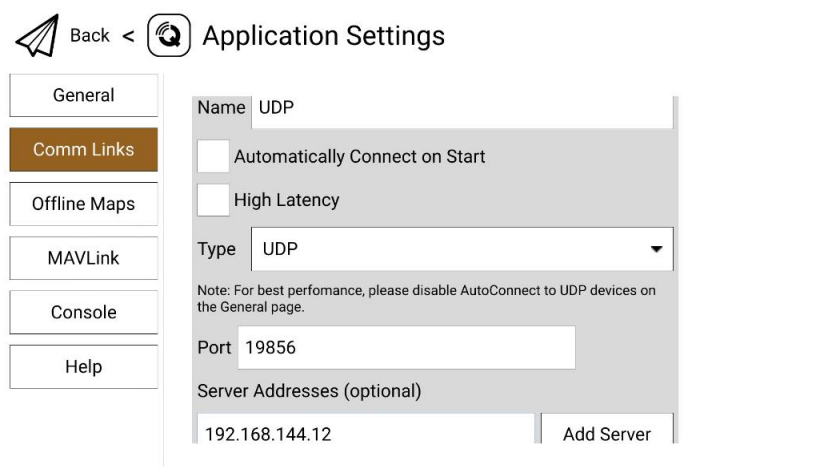 Back < Application Settings
General
Comm Links
Offline Maps
MAVLink
Console
Help
Name UDP
Automatically Connect on Start
High Latency
Type UDP
Note: For best perfomance, please disable AutoConnect to UDP devices on
the General page.
Port 19856
Server Addresses (optional)
192.168.144.12 Add Server